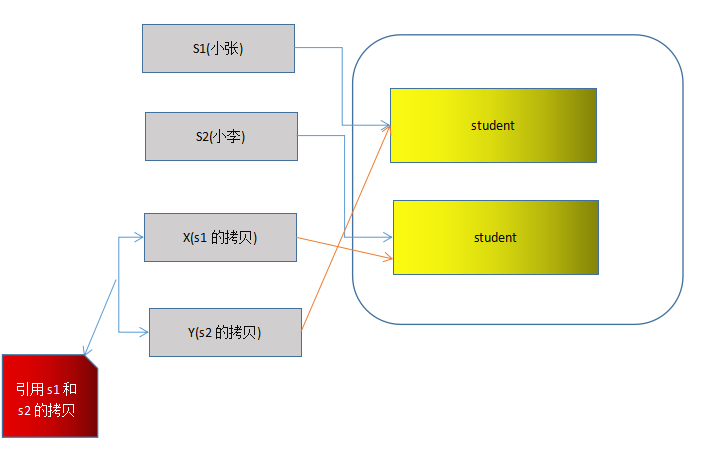 S1(小张)
student
S2(小李)
X(s1 的拷贝)
student
Y(s2 的拷贝)
引用 s1 和
s2 的拷贝